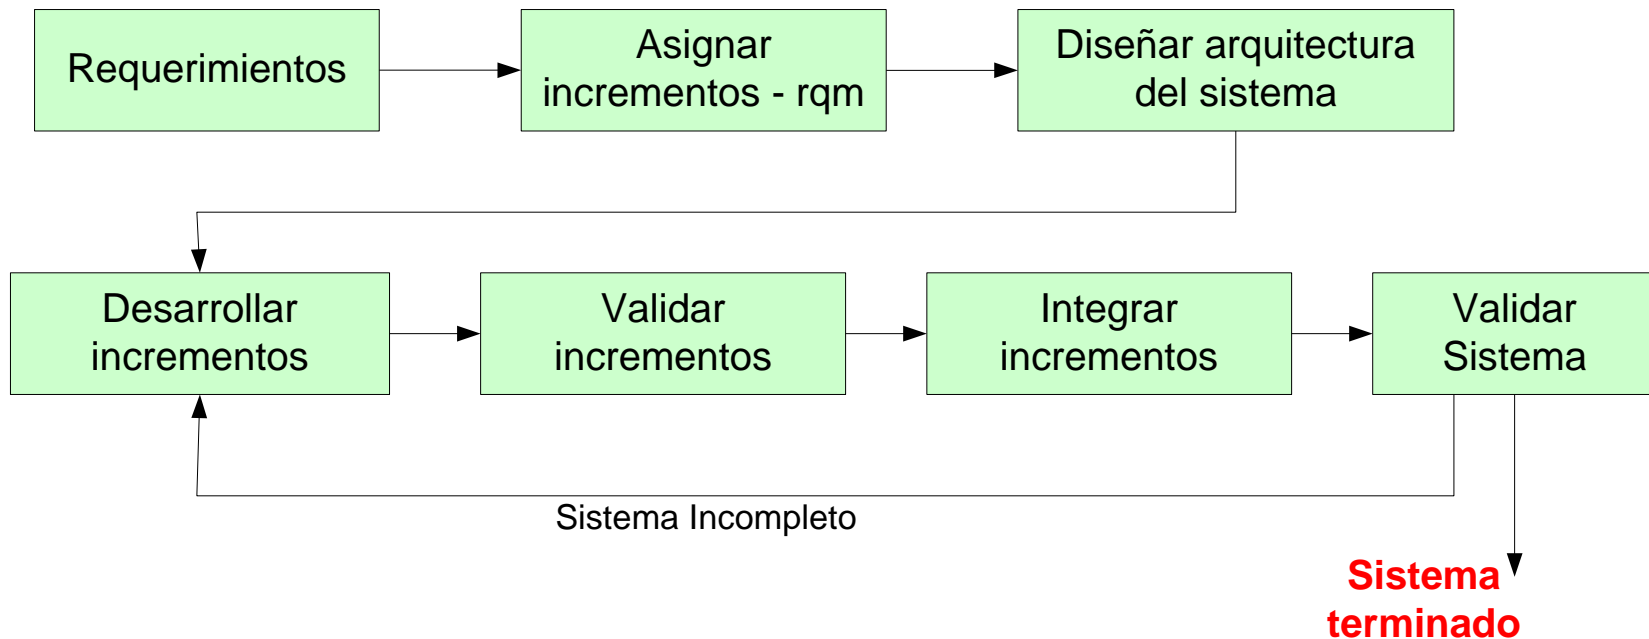 Requerimientos
Asignar
incrementos - rqm
Diseñar arquitectura
del sistema
Desarrollar
incrementos
Validar
incrementos
Integrar
incrementos
Validar
Sistema
Sistema Incompleto
Sistema
terminado